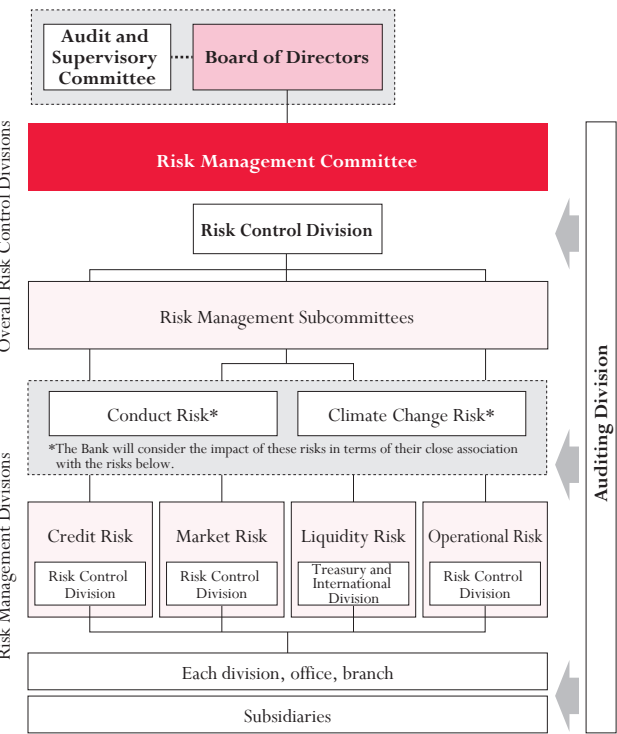 Audit and
Supervisory
Committee
Board of Directors
Overall Risk Control Divisions
Risk Management Committee
Risk Control Division
Risk Management Subcommittees
Conduct Risk*
Climate Change Risk*
*The Bank will consider the impact of these risks in terms of their close association
with the risks below.
Risk Management Divisions
Credit Risk
Risk Control
Division
Market Risk
Risk Control
Division
Liquidity Risk
Treasury and
International
Division
Operational Risk
Risk Control
Division
Each division, office, branch
Subsidiaries
Auditing Division